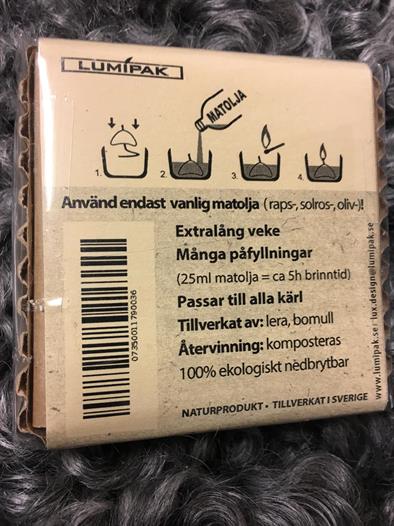 LUMIPAK
MATOLJA
1.
2.
3.
4.
Använd endast vanlig matolja (raps-, solros-, oliv-)!
Extralång veke
Många påfyllningar
(25ml matolja = ca 5h brinntid)
Passar till alla kärl
Tillverkat av: lera, bomull
Återvinning: komposteras
100% ekologiskt nedbrytbar
NATURPRODUKT • TILLVERKAT I SVERIGE
0735001179 0036
www.lumipak.se / lux.design@lumipak.se